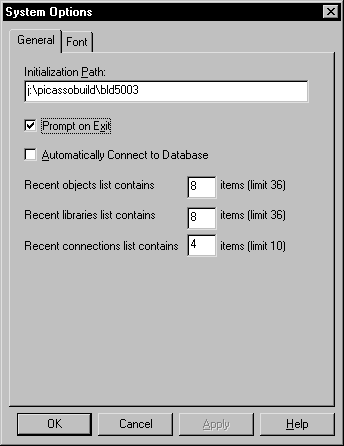 System Options
General Font
Initialization Path:
j:\picassobuild\bld5003
Prompt on Exit
Automatically Connect to Database
Recent objects list contains 8 items (limit 36)
Recent libraries list contains 8 items (limit 36)
Recent connections list contains 4 items (limit 10)
OK Cancel Apply Help